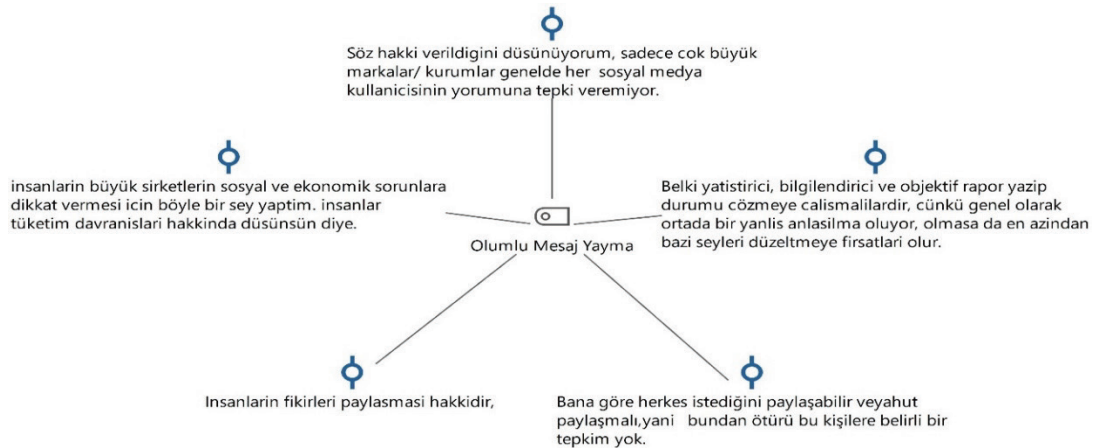 Söz hakki verildigini düsünüyorum, sadece cok büyük
markalar/ kurumlar genelde her sosyal medya
kullanicisinin yorumuna tepki veremiyor.
insanlarin büyük sirketlerin sosyal ve ekonomik sorunlara
dikkat vermesi icin böyle bir sey yaptim. insanlar
tüketim davranislari hakkinda düsünsün diye.
Belki yatistirici, bilgilendirici ve objektif rapor yazip
durumu cözmeye calismalilardir, cünkü genel olarak
ortada bir yanlis anlasilma oluyor, olmasa da en azindan
bazi seyleri düzeltmeye firsatlari olur.
Olumlu Mesaj Yayma
Insanlarin fikirleri paylasmasi hakkidir,
Bana göre herkes istediğini paylaşabilir veyahut
paylaşmalı,yani bundan ötürü bu kişilere belirli bir
tepkim yok.